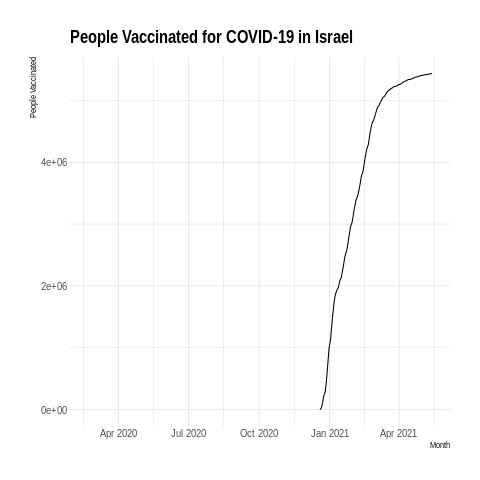 People Vaccinated for COVID-19 in Israel
People Vaccinated
4e+06
2e+06
0e+00
Apr 2020 Jul 2020 Oct 2020 Jan 2021 Apr 2021
Month